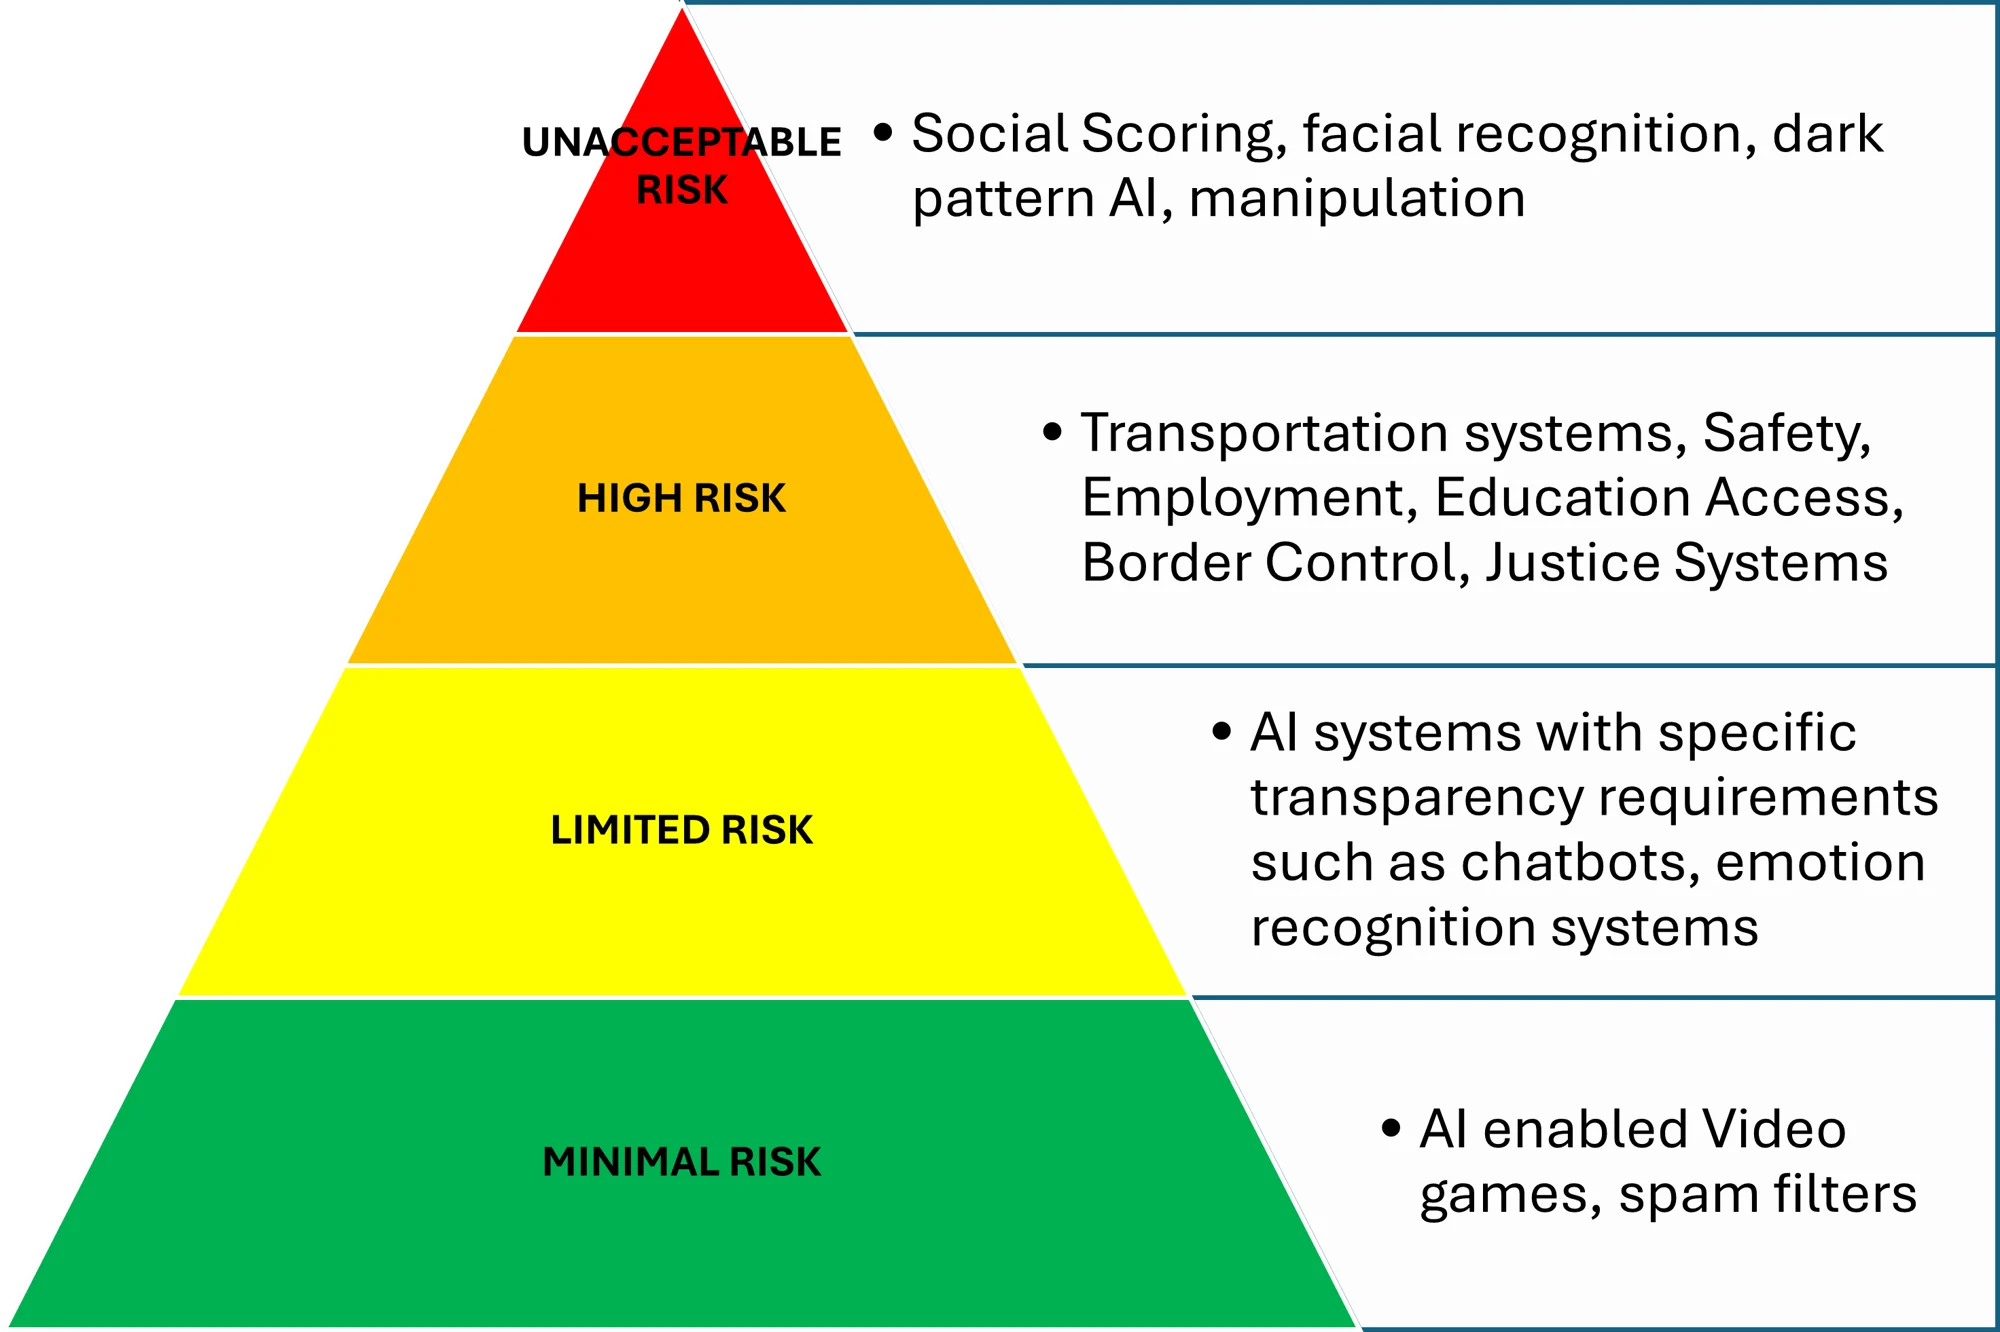 UNACCEPTABLE
RISK
• Social Scoring, facial recognition, dark
pattern AI, manipulation
HIGH RISK
• Transportation systems, Safety,
Employment, Education Access,
Border Control, Justice Systems
LIMITED RISK
• AI systems with specific
transparency requirements
such as chatbots, emotion
recognition systems
MINIMAL RISK
• AI enabled Video
games, spam filters